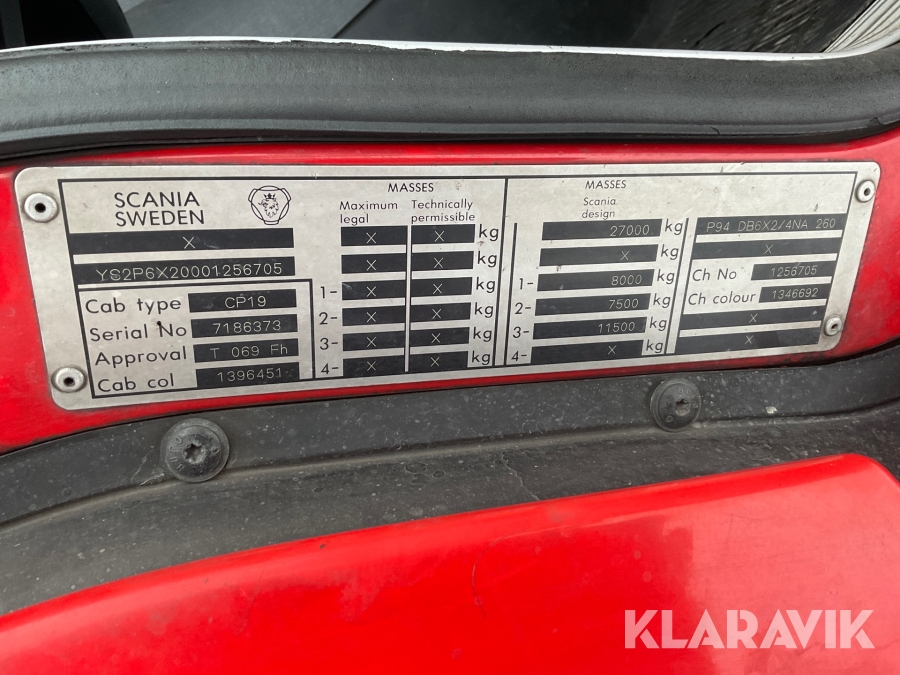 SCANIA
SWEDEN
X
YS2P6X20001256705
Cab type CP19
Serial No 7186373
Approval T 069 Fh
Cab col 1396451
MASSES
Maximum legal Technically permissible
X X kg
X X kg
1- X X kg
2- X X kg
3- X X kg
4- X X kg
MASSES
Scania design
27000 kg
X kg
1- 8000 kg
2- 7500 kg
3- 11500 kg
4- X kg
P94 DB6X2/4NA 260
X
Ch No 1256705
Ch colour 1346692
X
X
KLARAVIK